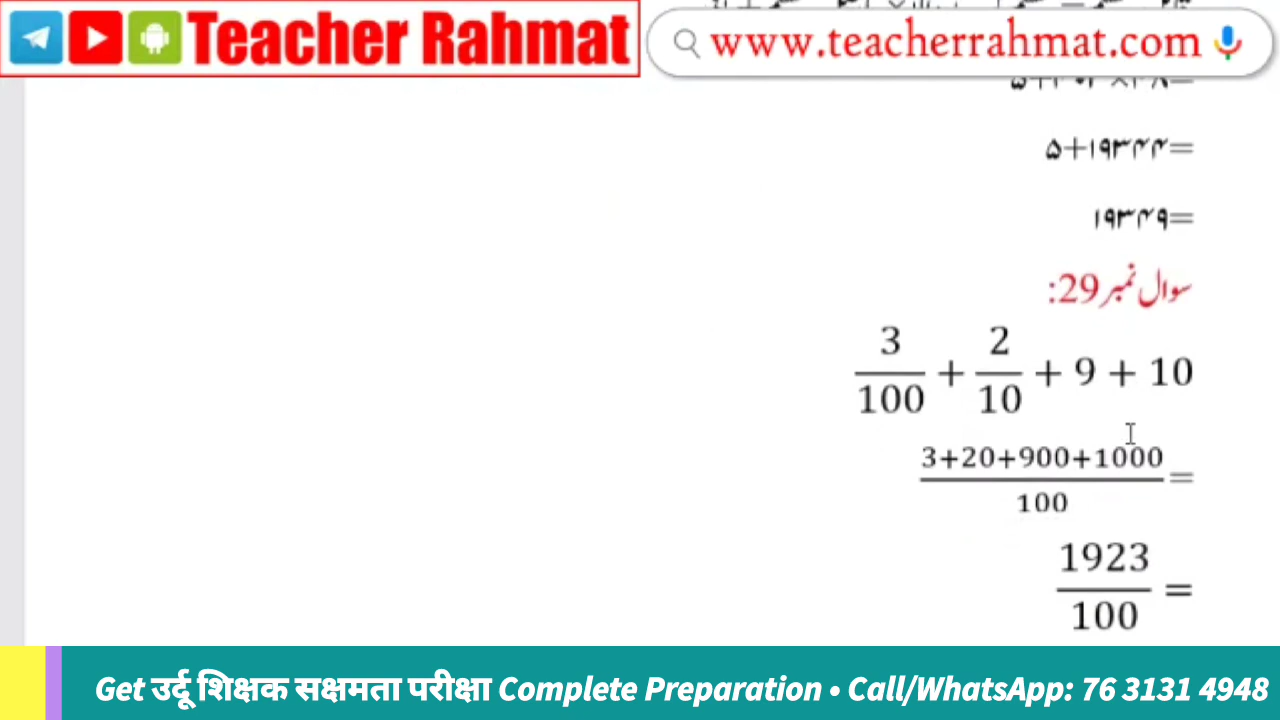 Teacher Rahmat
www.teacherrahmat.com
=۱۹۳۴۴+۵
=۱۹۳۴۹
سوال نمبر29:
3/100 + 2/10 + 9 + 10
3+20+900+1000
100
=
1923
100
=
Get उर्दू शिक्षक सक्षमता परीक्षा Complete Preparation • Call/WhatsApp: 76 3131 4948